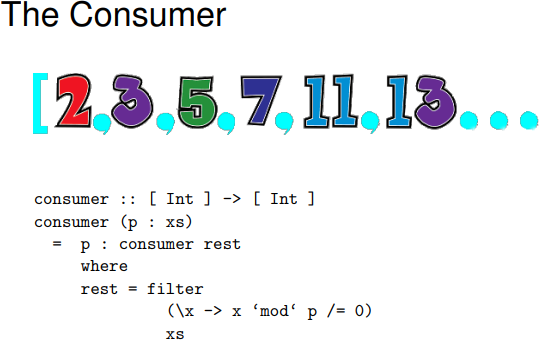 The Consumer
[2,3,5,7,11,13...
consumer :: [ Int ] -> [ Int ]
consumer (p : xs)
= p : consumer rest
where
rest = filter
(\x -> x ‘mod‘ p /= 0)
xs